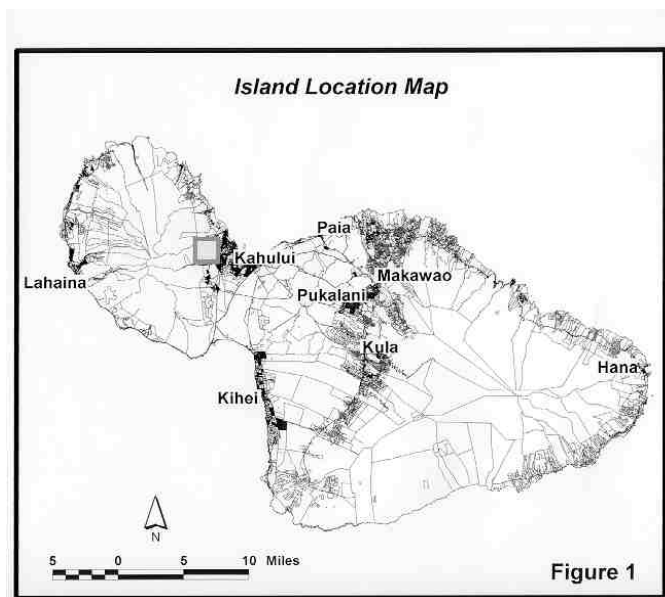 Island Location Map
Paia
Kahului
Makawao
Lahaina
Pukalani
Kula
Hana
Kihei
N
5 0 5 10 Miles
Figure 1